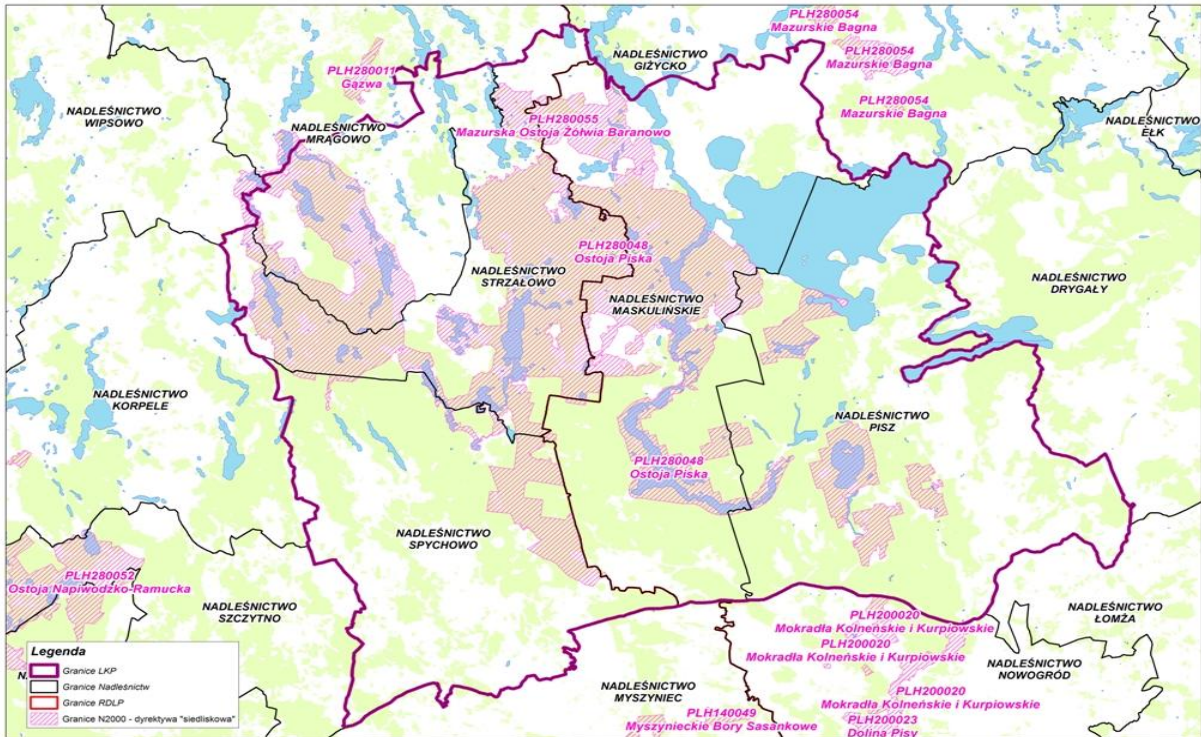 PLH280054
Mazurskie Bagna
NADLEŚNICTWO
GIŻYCKO
PLH280054
Mazurskie Bagna
PLH280011
Gązwa
NADLEŚNICTWO
WIPSOWO
PLH280054
Mazurskie Bagna
NADLEŚNICTWO
EŁK
PLH280055
Mazurska Ostoja Żółwia Baranowo
NADLEŚNICTWO
MRĄGOWO
PLH280048
Ostoja Piska
NADLEŚNICTWO
STRZAŁOWO
NADLEŚNICTWO
MASKULIŃSKIE
NADLEŚNICTWO
DRYGAŁY
NADLEŚNICTWO
KORPELE
NADLEŚNICTWO
PISZ
PLH280048
Ostoja Piska
NADLEŚNICTWO
SPYCHOWO
PLH280052
Ostoja Napiwodzko-Ramucka
NADLEŚNICTWO
SZCZYTNO
NADLEŚNICTWO
ŁOMŻA
PLH200020
Mokradła Kolneńskie i Kurpiowskie
PLH200020
Mokradła Kolneńskie i Kurpiowskie
NADLEŚNICTWO
NOWOGRÓD
NADLEŚNICTWO
MYSZYNIEC
PLH200020
Mokradła Kolneńskie i Kurpiowskie
PLH140049
Myszynieckie Bory Sasankowe
PLH200023
Dolina Pisy
Legenda
Granice LKP
Granice Nadleśnictw
Granice RDLP
Granice N2000 - dyrektywa "siedliskowa"